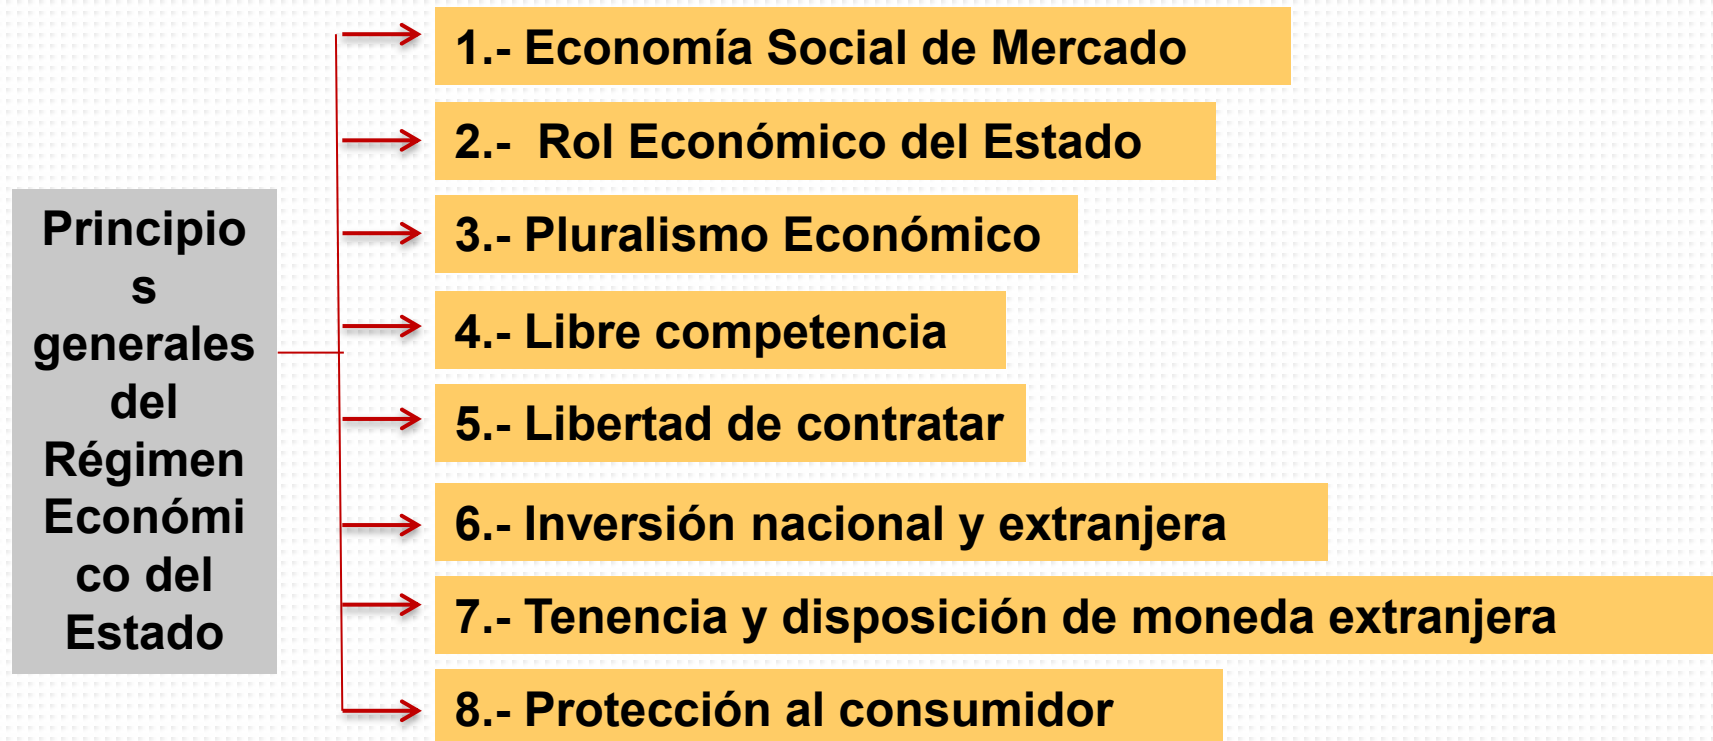 Principio
s
generales
del
Régimen
Económi
co del
Estado
1.- Economía Social de Mercado
2.-  Rol Económico del Estado
3.- Pluralismo Económico
4.- Libre competencia
5.- Libertad de contratar
6.- Inversión nacional y extranjera
7.- Tenencia y disposición de moneda extranjera
8.- Protección al consumidor